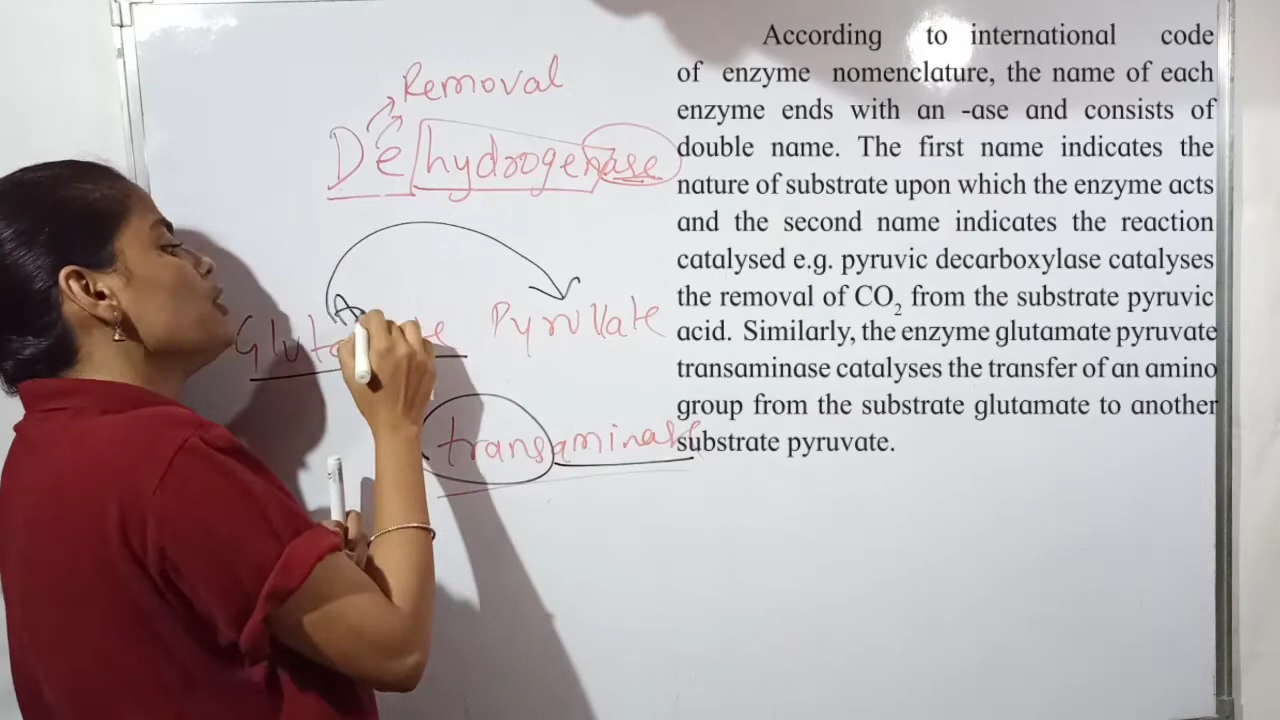 Removal
De hydrogenase
Pyruvate
transaminase
According to international code
of enzyme nomenclature, the name of each
enzyme ends with an -ase and consists of
double name. The first name indicates the
nature of substrate upon which the enzyme acts
and the second name indicates the reaction
catalysed e.g. pyruvic decarboxylase catalyses
the removal of CO₂ from the substrate pyruvic
acid. Similarly, the enzyme glutamate pyruvate
transaminase catalyses the transfer of an amino
group from the substrate glutamate to another
substrate pyruvate.